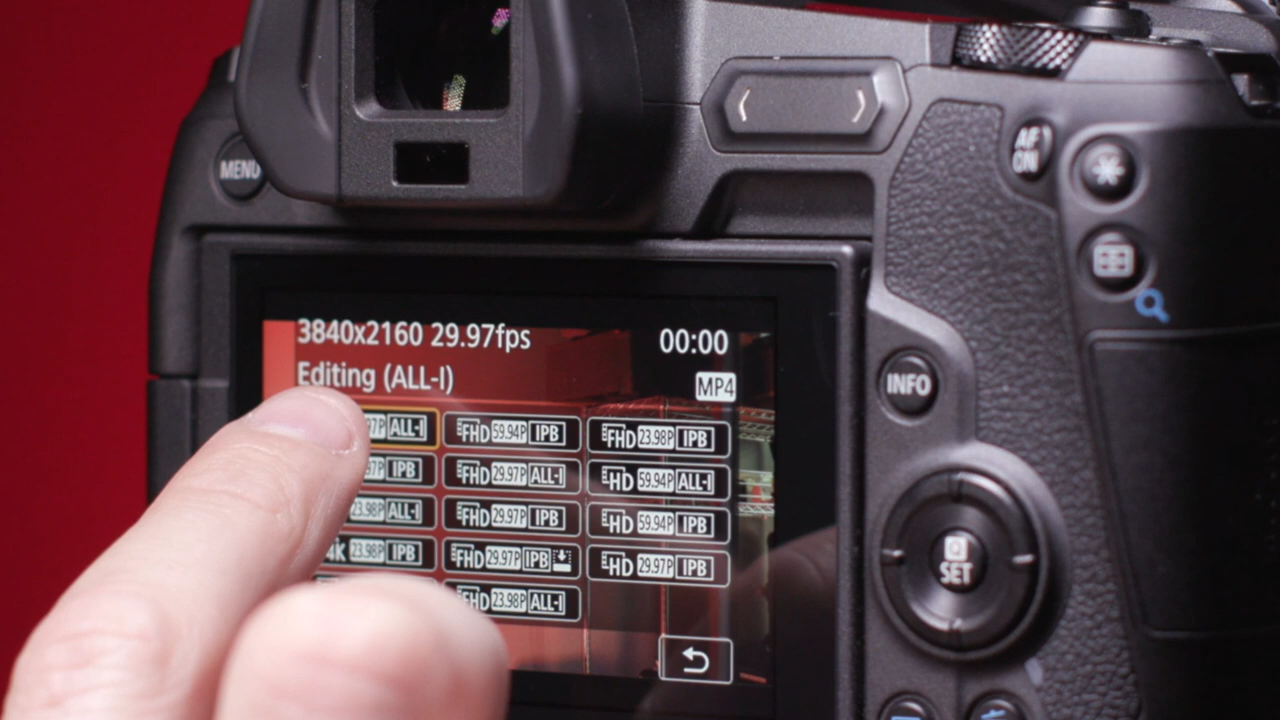 MENU
AF
ON
3840x2160 29.97fps 00:00
Editing (ALL-I) MP4
ALL-I FHD 59.94P IPB FHD 23.98P IPB
IPB FHD 29.97P ALL-I HD 59.94P ALL-I
23.98P ALL-I FHD 29.97P IPB HD 59.94P IPB
23.98P IPB FHD 29.97P IPB HD 29.97P IPB
FHD 23.98P ALL-I
INFO
Q
SET